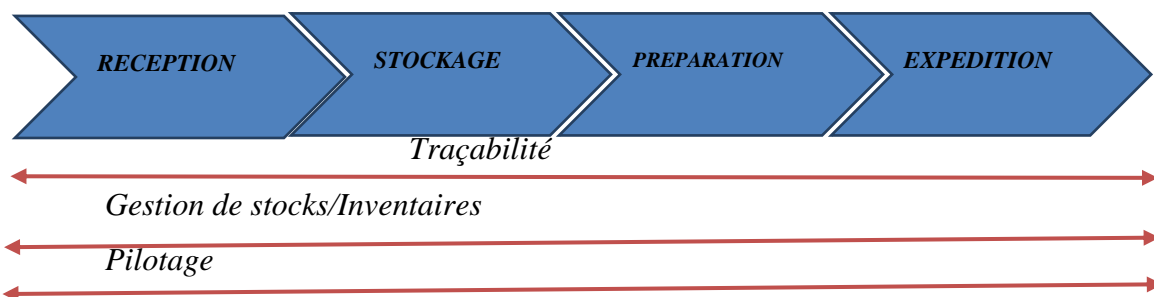 RECEPTION STOCKAGE PREPARATION EXPEDITION
Traçabilité
Gestion de stocks/Inventaires
Pilotage